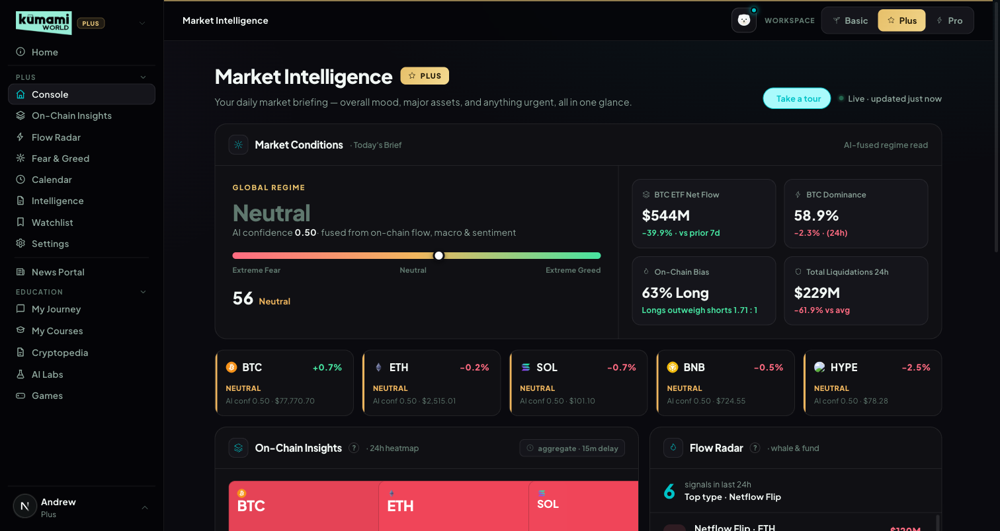 kümami
WORLD
PLUS
Home
PLUS
Console
On-Chain Insights
Flow Radar
Fear & Greed
Calendar
Intelligence
Watchlist
Settings
News Portal
EDUCATION
My Journey
My Courses
Cryptopedia
AI Labs
Games
N
Andrew
Plus
Market Intelligence
WORKSPACE
Basic
Plus
Pro
Market Intelligence
PLUS
Your daily market briefing — overall mood, major assets, and anything urgent, all in one glance.
Take a tour
Live · updated just now
Market Conditions · Today's Brief
AI-fused regime read
GLOBAL REGIME
Neutral
AI confidence 0.50 · fused from on-chain flow, macro & sentiment
Extreme Fear
Neutral
Extreme Greed
56 Neutral
BTC ETF Net Flow
$544M
-39.9% · vs prior 7d
BTC Dominance
58.9%
-2.3% · (24h)
On-Chain Bias
63% Long
Longs outweigh shorts 1.71 : 1
Total Liquidations 24h
$229M
-61.9% vs avg
BTC +0.7%
NEUTRAL
AI conf 0.50 · $77,770.70
ETH -0.2%
NEUTRAL
AI conf 0.50 · $2,515.01
SOL -0.7%
NEUTRAL
AI conf 0.50 · $101.10
BNB -0.5%
NEUTRAL
AI conf 0.50 · $724.55
HYPE -2.5%
NEUTRAL
AI conf 0.50 · $78.28
On-Chain Insights ? · 24h heatmap
aggregate · 15m delay
BTC
ETH
SOL
Flow Radar ? · whale & fund
6
signals in last 24h
Top type · Netflow Flip
Netflow Flip · ETH
$120M